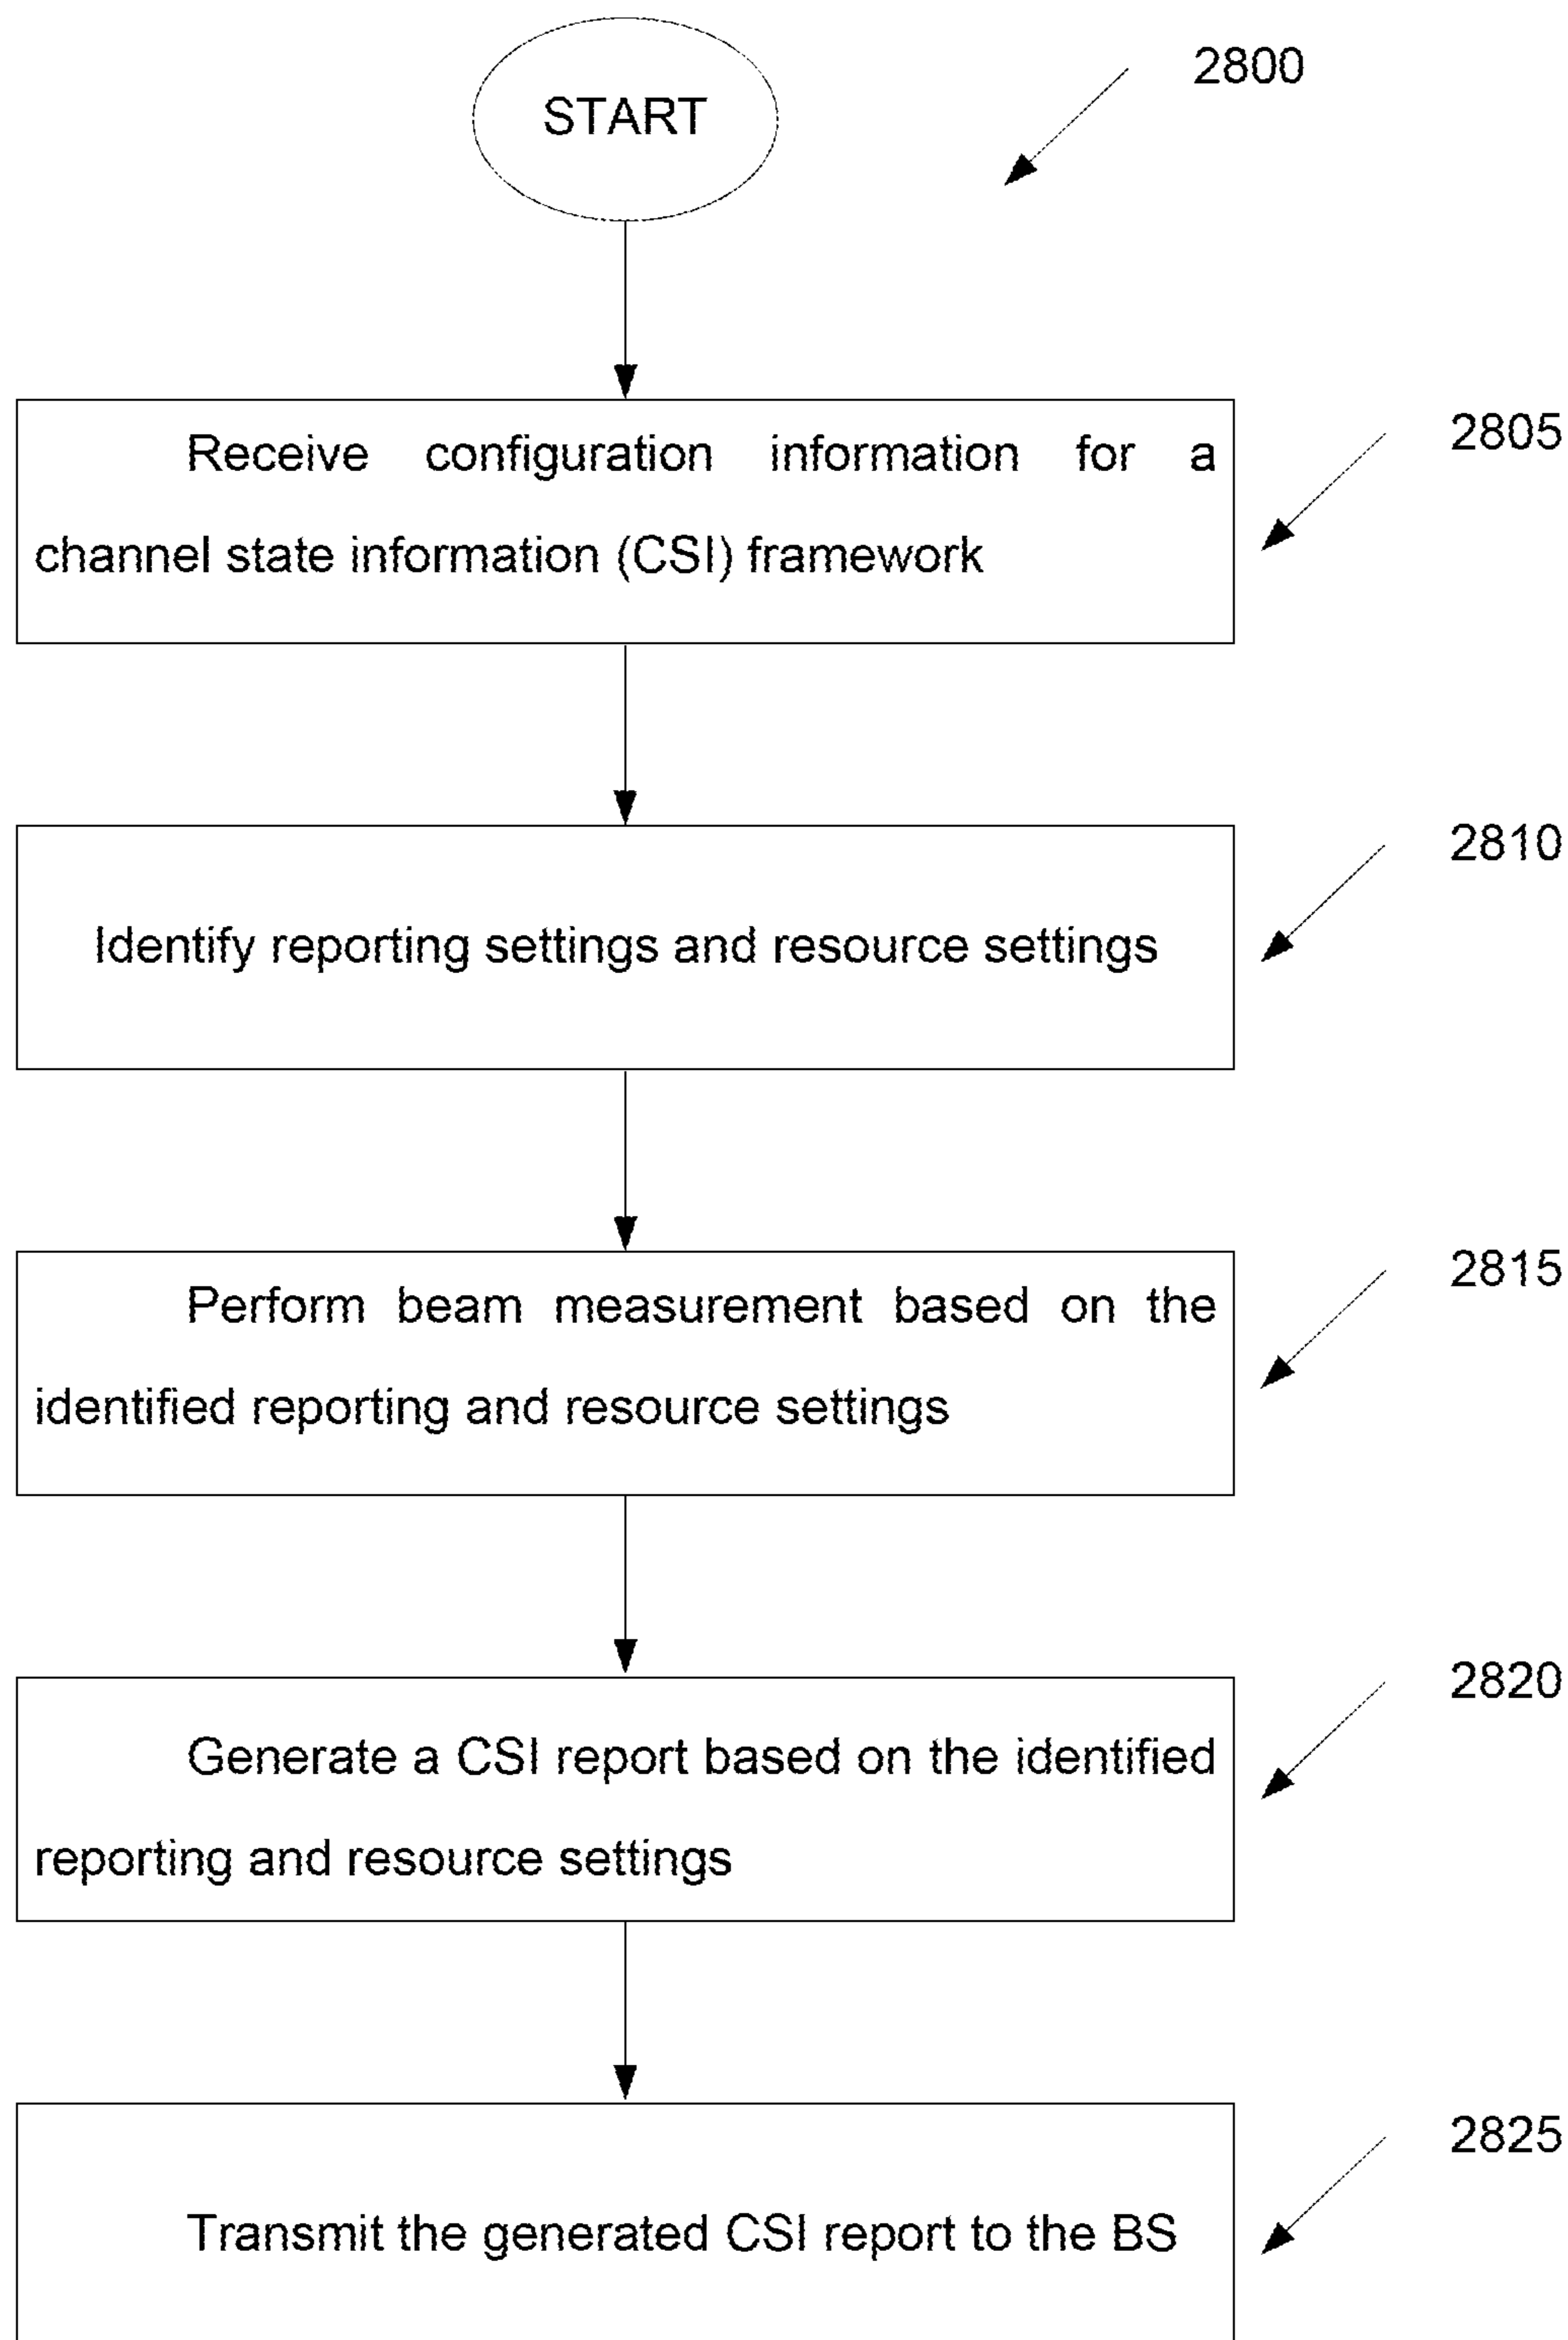 START
2800
Receive configuration information for a
channel state information (CSI) framework
2805
Identify reporting settings and resource settings
2810
Perform beam measurement based on the
identified reporting and resource settings
2815
Generate a CSI report based on the identified
reporting and resource settings
2820
Transmit the generated CSI report to the BS
2825